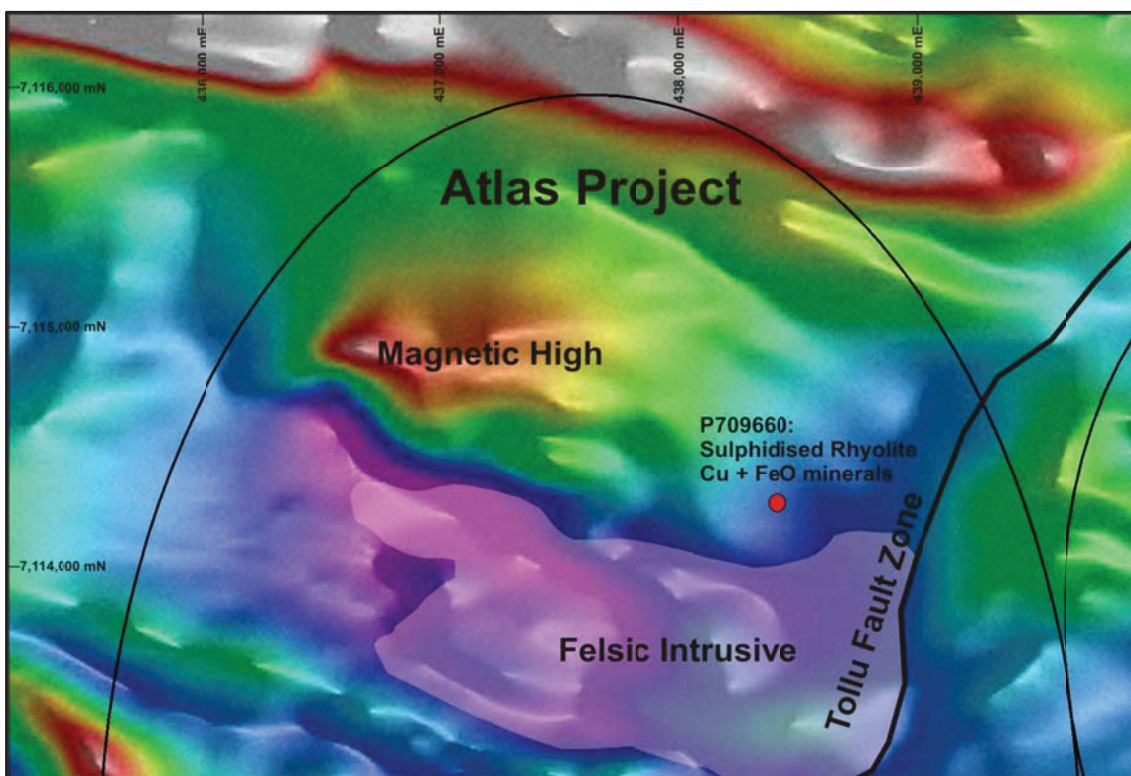 436,000 mE
437,000 mE
438,000 mE
439,000 mE
7,116,000 mN
Atlas Project
7,115,000 mN
Magnetic High
P709660:
Sulphidised Rhyolite
Cu + FeO minerals
7,114,000 mN
Felsic Intrusive
Tollu Fault Zone